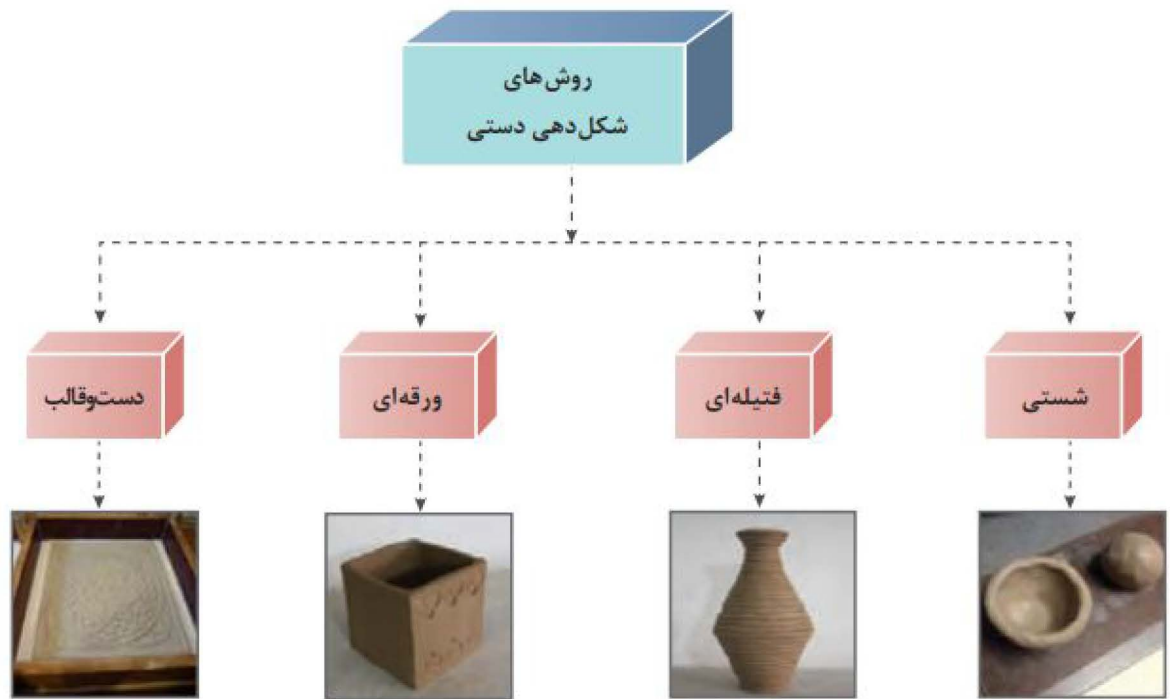 روش‌های
شکل‌دهی دستی
شستی
فتیله‌ای
ورقه‌ای
دست‌وقالب